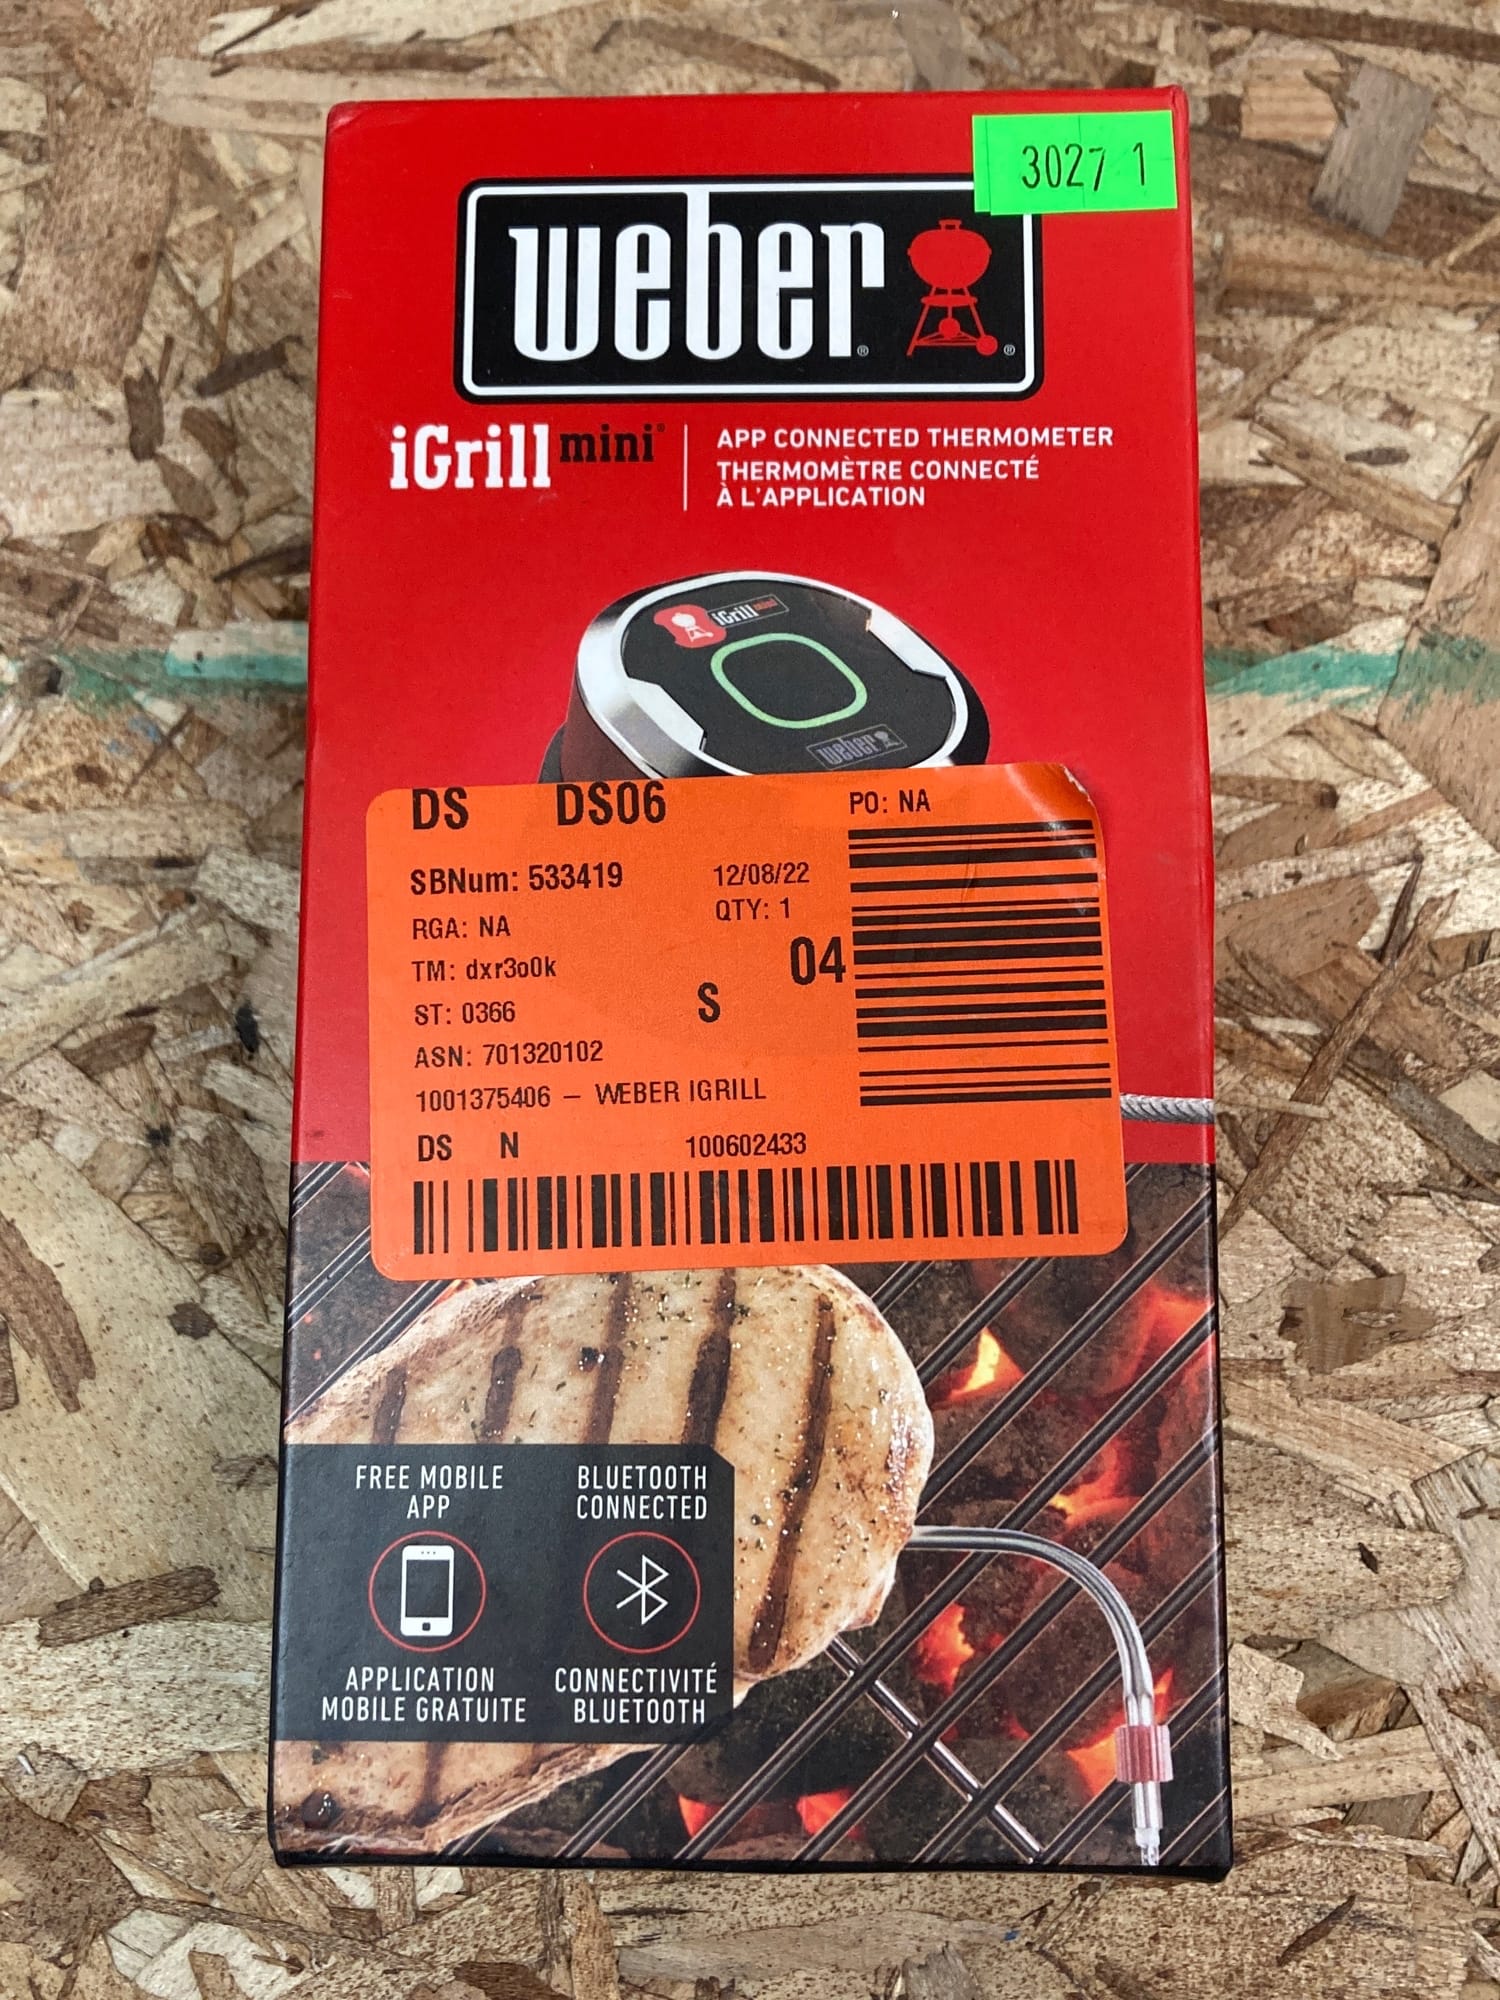 3027 1
weber®
®
iGrill mini®
APP CONNECTED THERMOMETER
THERMOMÈTRE CONNECTÉ
À L'APPLICATION
iGrill mini
weber
DS DS06 PO: NA
SBNum: 533419 12/08/22
RGA: NA QTY: 1
TM: dxr3o0k 04
ST: 0366 S
ASN: 701320102
1001375406 – WEBER IGRILL
DS N 100602433
FREE MOBILE
APP
BLUETOOTH
CONNECTED
APPLICATION
MOBILE GRATUITE
CONNECTIVITÉ
BLUETOOTH